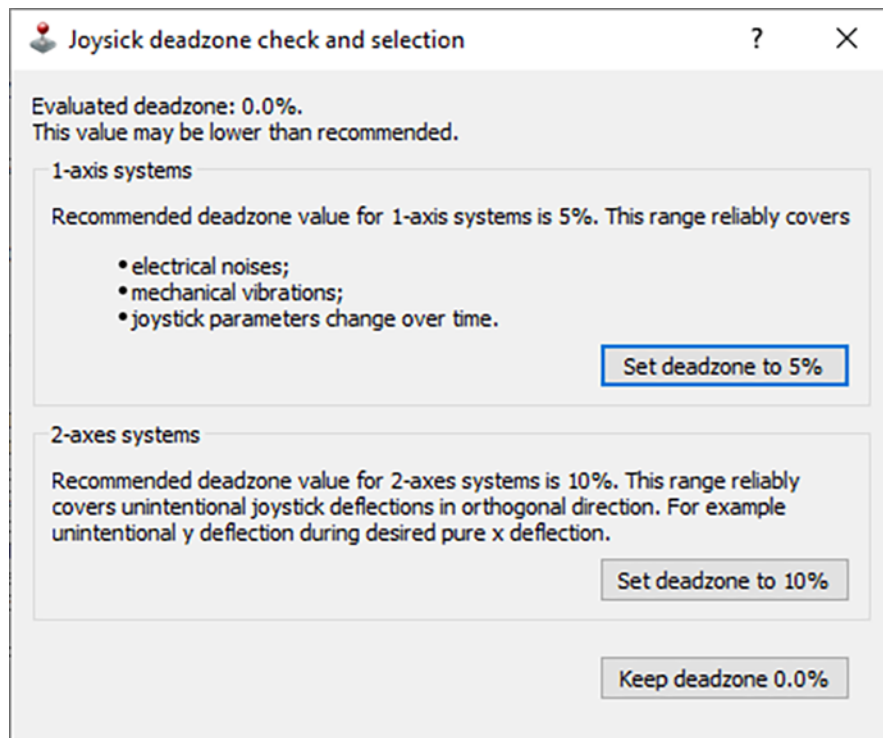 Joysick deadzone check and selection
Evaluated deadzone: 0.0%.
This value may be lower than recommended.
1-axis systems
Recommended deadzone value for 1-axis systems is 5%. This range reliably covers
• electrical noises;
• mechanical vibrations;
• joystick parameters change over time.
Set deadzone to 5%
2-axes systems
Recommended deadzone value for 2-axes systems is 10%. This range reliably
covers unintentional joystick deflections in orthogonal direction. For example
unintentional y deflection during desired pure x deflection.
Set deadzone to 10%
Keep deadzone 0.0%